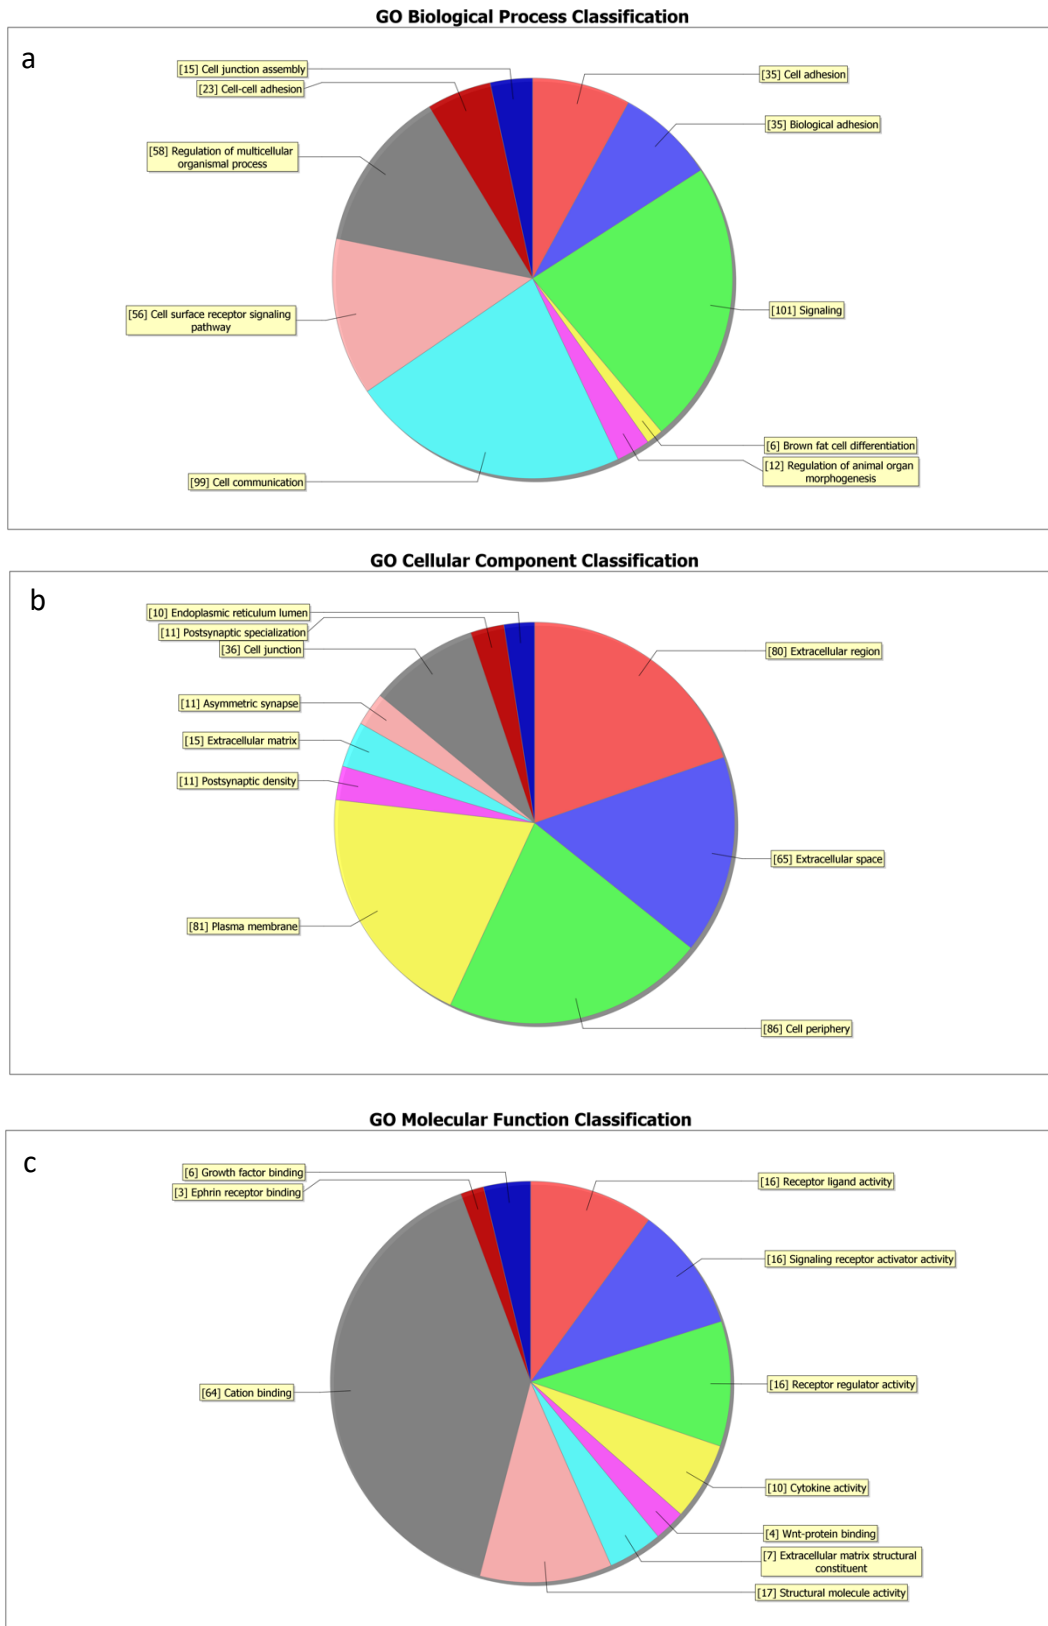 GO Biological Process Classification
a
[15] Cell junction assembly
[35] Cell adhesion
[23] Cell-cell adhesion
[35] Biological adhesion
[58] Regulation of multicellular
organismal process
[101] Signaling
[56] Cell surface receptor signaling
pathway
[6] Brown fat cell differentiation
[12] Regulation of animal organ
morphogenesis
[99] Cell communication
GO Cellular Component Classification
b
[10] Endoplasmic reticulum lumen
[11] Postsynaptic specialization
[36] Cell junction
[80] Extracellular region
[11] Asymmetric synapse
[15] Extracellular matrix
[11] Postsynaptic density
[65] Extracellular space
[81] Plasma membrane
[86] Cell periphery
GO Molecular Function Classification
c
[6] Growth factor binding
[16] Receptor ligand activity
[3] Ephrin receptor binding
[16] Signaling receptor activator activity
[64] Cation binding
[16] Receptor regulator activity
[10] Cytokine activity
[4] Wnt-protein binding
[7] Extracellular matrix structural
constituent
[17] Structural molecule activity